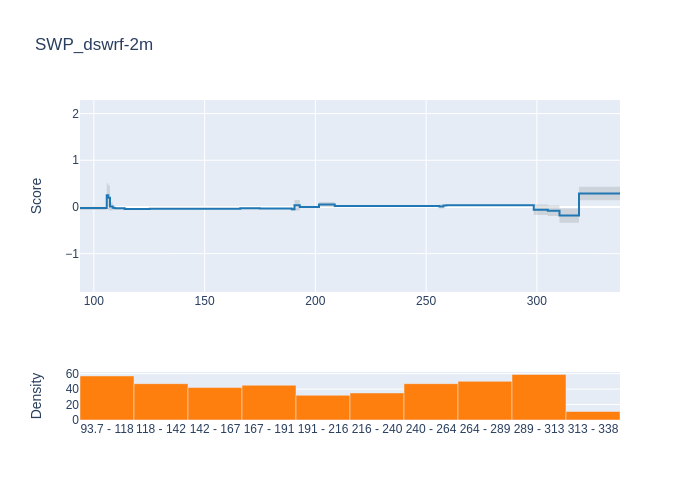 SWP_dswrf-2m
2
1
0
−1
Score
100
150
200
250
300
60
40
20
0
Density
93.7 - 118
118 - 142
142 - 167
167 - 191
191 - 216
216 - 240
240 - 264
264 - 289
289 - 313
313 - 338